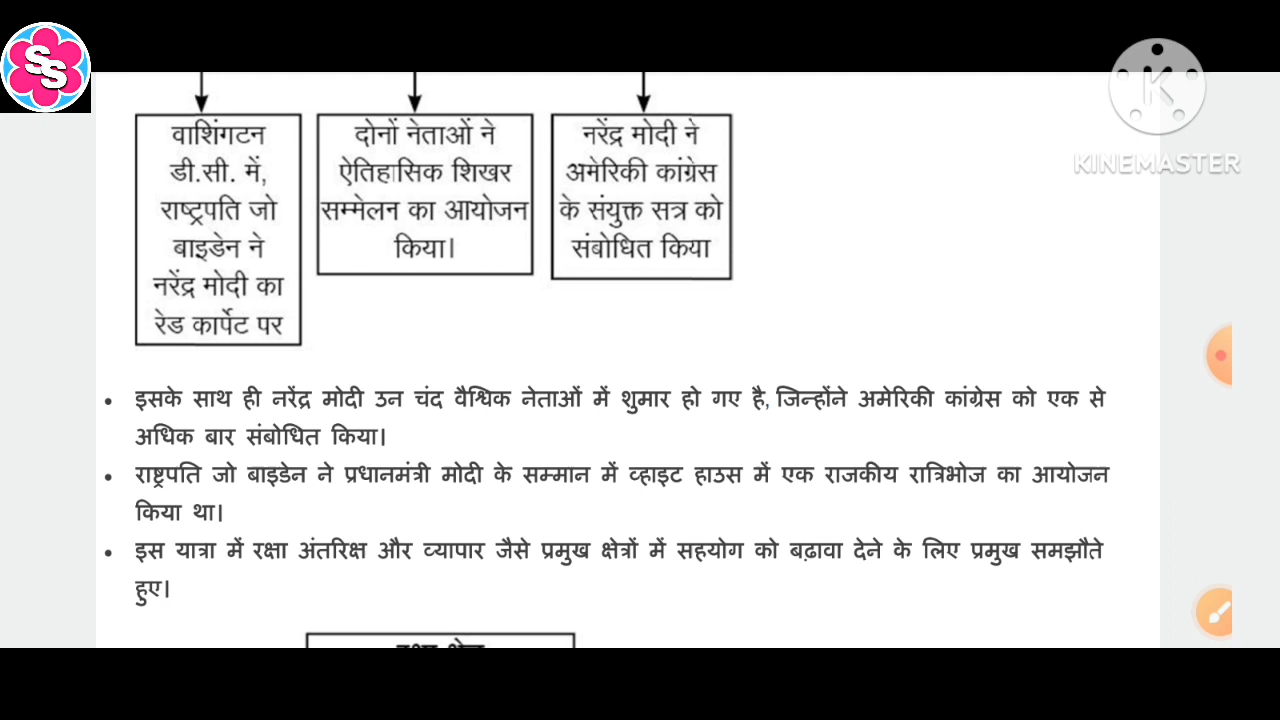 SS
KINEMASTER
वाशिंगटन
डी.सी. में,
राष्ट्रपति जो
बाइडेन ने
नरेंद्र मोदी का
रेड कार्पेट पर
दोनों नेताओं ने
ऐतिहासिक शिखर
सम्मेलन का आयोजन
किया।
नरेंद्र मोदी ने
अमेरिकी कांग्रेस
के संयुक्त सत्र को
संबोधित किया
• इसके साथ ही नरेंद्र मोदी उन चंद वैश्विक नेताओं में शुमार हो गए है, जिन्होंने अमेरिकी कांग्रेस को एक से
अधिक बार संबोधित किया।
• राष्ट्रपति जो बाइडेन ने प्रधानमंत्री मोदी के सम्मान में व्हाइट हाउस में एक राजकीय रात्रिभोज का आयोजन
किया था।
• इस यात्रा में रक्षा अंतरिक्ष और व्यापार जैसे प्रमुख क्षेत्रों में सहयोग को बढ़ावा देने के लिए प्रमुख समझौते
हुए।